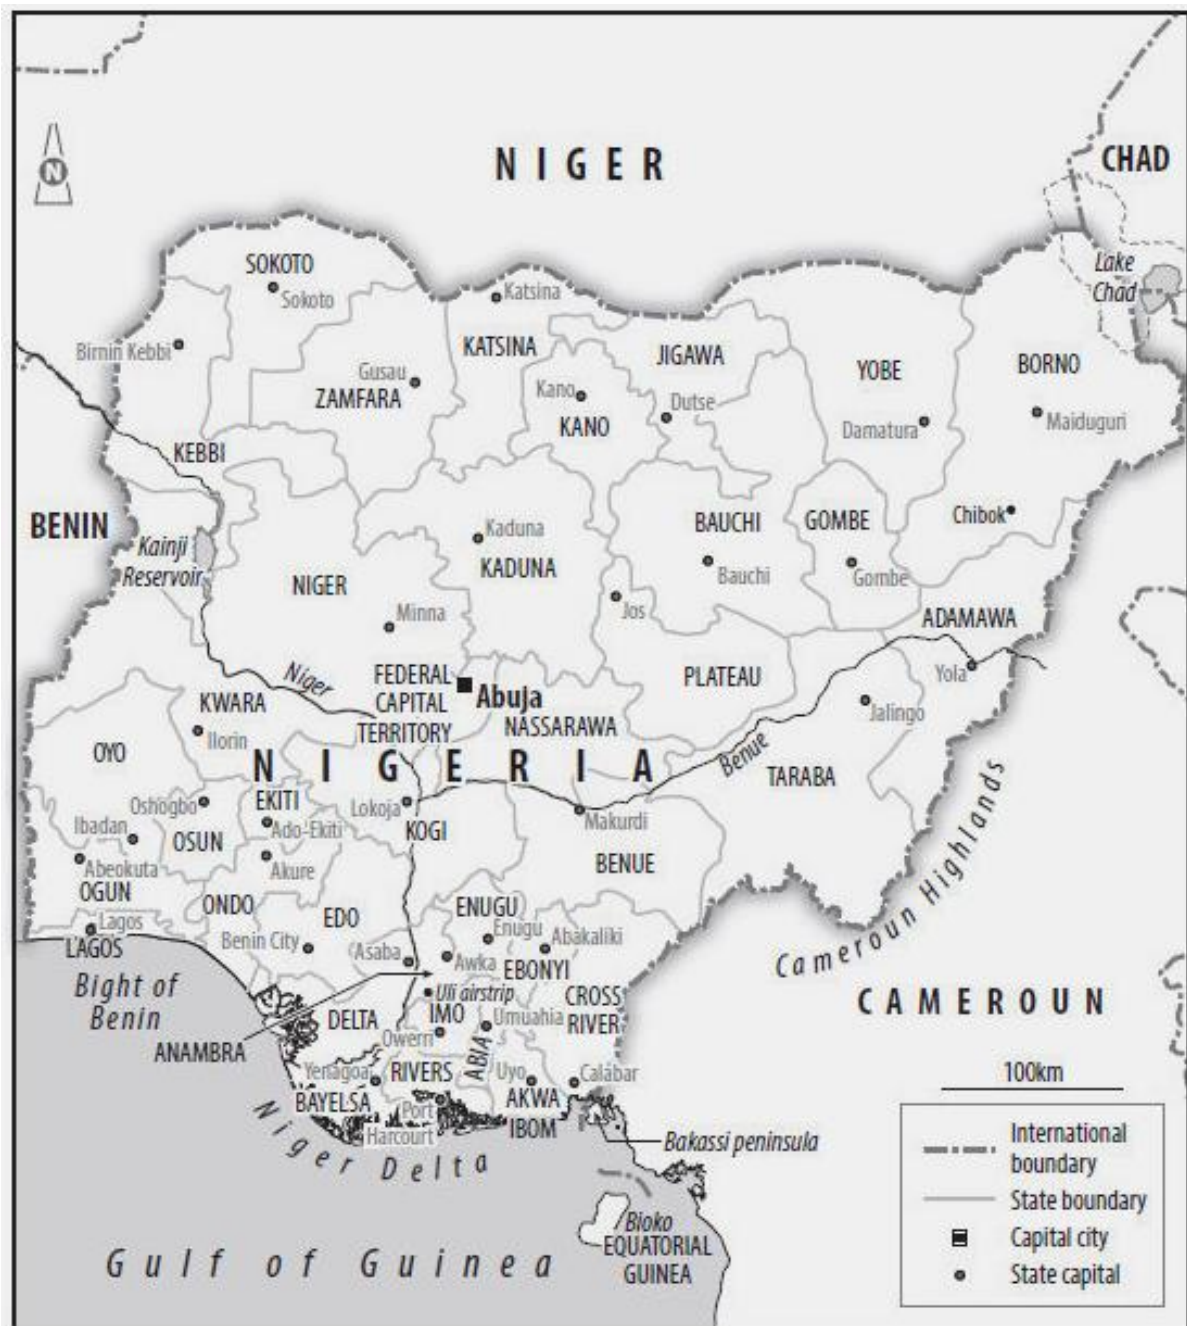 NIGER
CHAD
N
Lake
Chad
SOKOTO
Sokoto
Katsina
KATSINA
Birnin Kebbi
JIGAWA
YOBE
BORNO
Gusau
ZAMFARA
Kano
KANO
Dutse
Damatura
Maiduguri
KEBBI
BENIN
Kainji
Reservoir
Kaduna
KADUNA
BAUCHI
Bauchi
GOMBE
Gombe
Chibok
NIGER
Minna
Jos
ADAMAWA
Niger
FEDERAL
CAPITAL
TERRITORY
Abuja
PLATEAU
Yola
KWARA
Ilorin
NASSARAWA
Jalingo
OYO
NIGERIA
Benue
TARABA
Oshogbo
EKITI
Ado-Ekiti
Lokoja
KOGI
Makurdi
Ibadan
OSUN
BENUE
Abeokuta
OGUN
Akure
Cameroun Highlands
ONDO
EDO
ENUGU
Enugu
Abakaliki
Lagos
LAGOS
Benin City
Asaba
Awka
EBONYI
Bight of
Benin
Uli airstrip
CROSS
RIVER
CAMEROUN
ANAMBRA
DELTA
IMO
Owerri
Umuahia
ABIA
Yenagoa
BAYELSA
RIVERS
Port
Harcourt
Uyo
AKWA
IBOM
Calabar
Niger Delta
Bakassi peninsula
Bioko
EQUATORIAL
GUINEA
Gulf of Guinea
100km
International
boundary
State boundary
Capital city
State capital